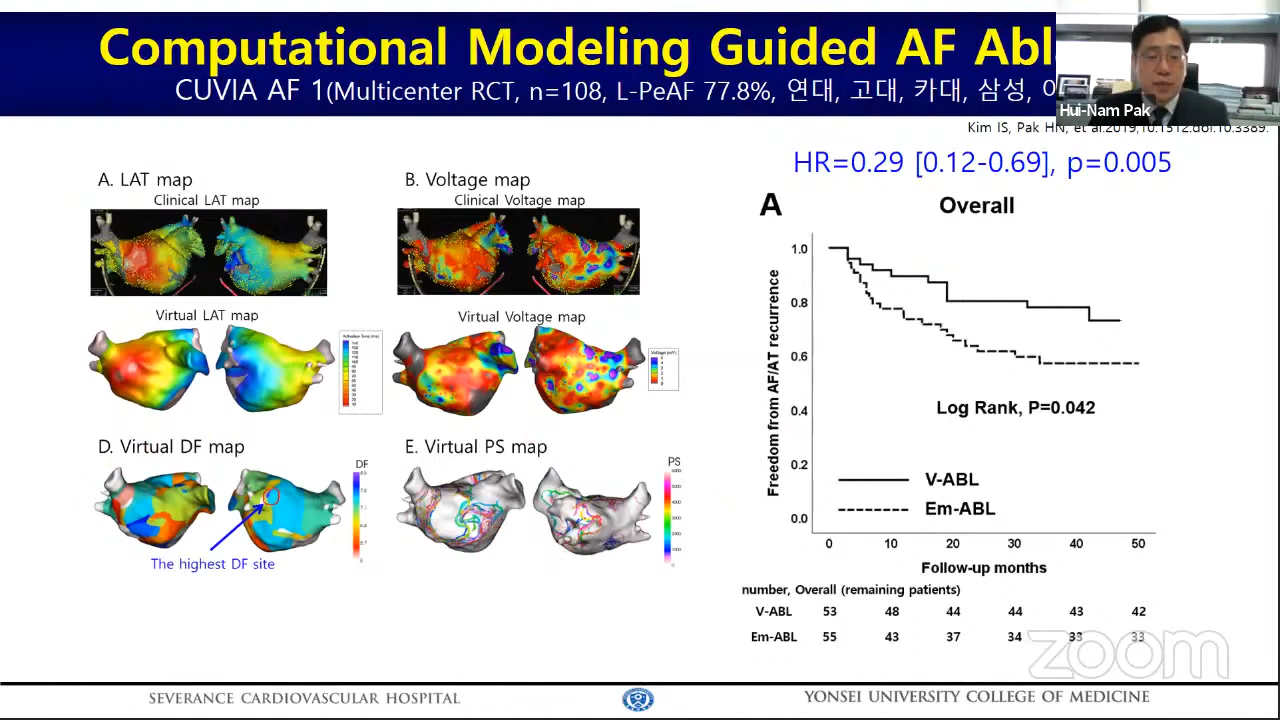 Computational Modeling Guided AF Abl
CUVIA AF 1(Multicenter RCT, n=108, L-PeAF 77.8%, 연대, 고대, 카대, 삼성,
Hui-Nam Pak
Kim IS, Pak HN, et al.2019,10.1512.doi.10.3389.
HR=0.29 [0.12-0.69], p=0.005
A. LAT map
Clinical LAT map
Virtual LAT map
B. Voltage map
Clinical Voltage map
Virtual Voltage map
Voltage (mV)
D. Virtual DF map
DF
The highest DF site
E. Virtual PS map
PS
A
Overall
Freedom from AF/AT recurrence
1.0
0.8
0.6
0.4
0.2
0.0
Log Rank, P=0.042
V-ABL
Em-ABL
0 10 20 30 40 50
Follow-up months
number, Overall (remaining patients)
V-ABL 53 48 44 44 43 42
Em-ABL 55 43 37 34 33 33
zoom
SEVERANCE CARDIOVASCULAR HOSPITAL
YONSEI UNIVERSITY COLLEGE OF MEDICINE